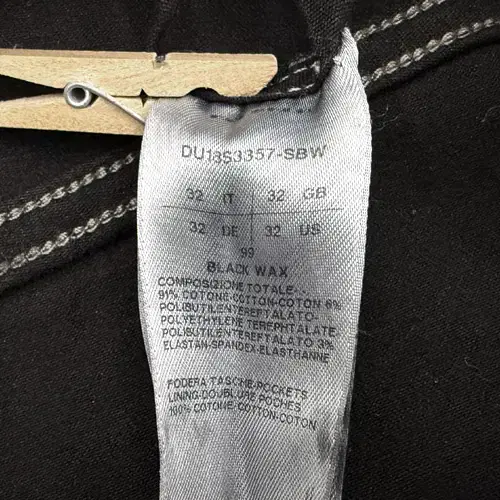 DU18S3357-SBW
32 IT 32 GB
32 DE 32 US
99
BLACK WAX
COMPOSIZIONE TOTALE..
91% COTONE-COTTON-COTON 6%
POLIBUTILENTEREFTALATO-
POLYETHYLENE TEREPHTALATE-
POLIBUTILENTEREFTALATO 3%
ELASTAN-SPANDEX-ELASTHANNE
FODERA TASCHE-POCKETS
LINING-DOUBLURE POCHES
100% COTONE-COTTON-COTON